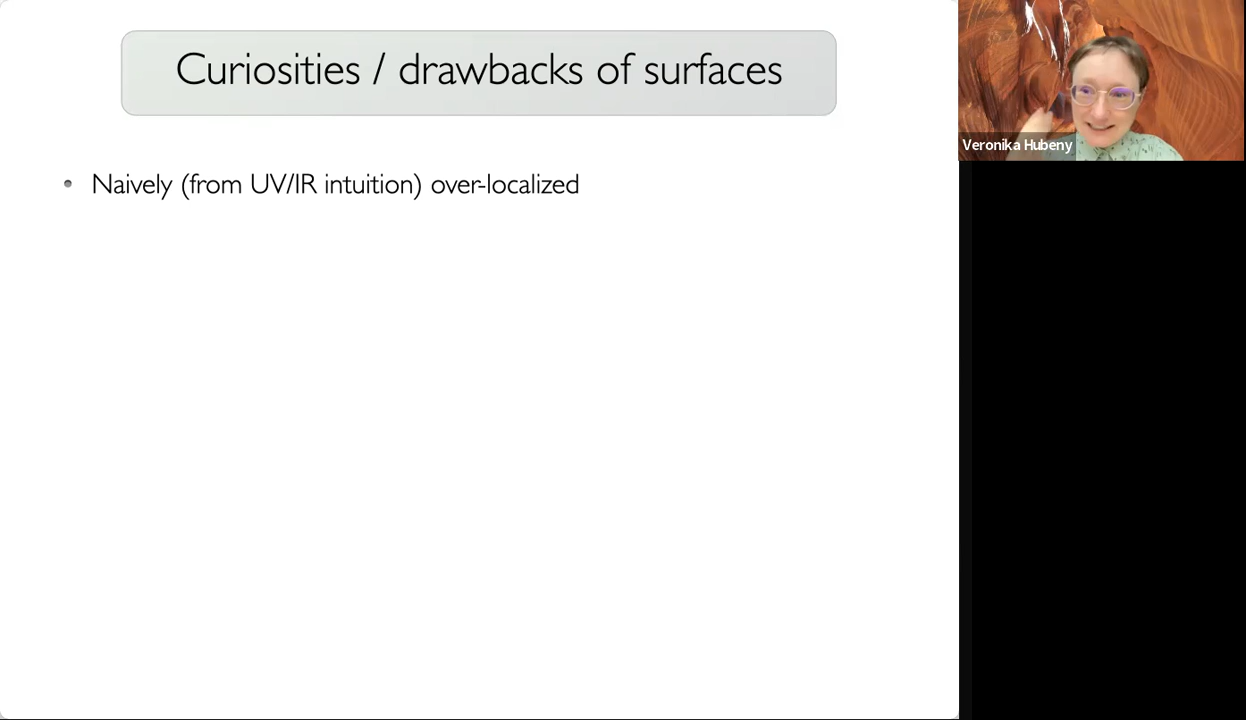 Curiosities / drawbacks of surfaces
Naively (from UV/IR intuition) over-localized
Veronika Hubeny